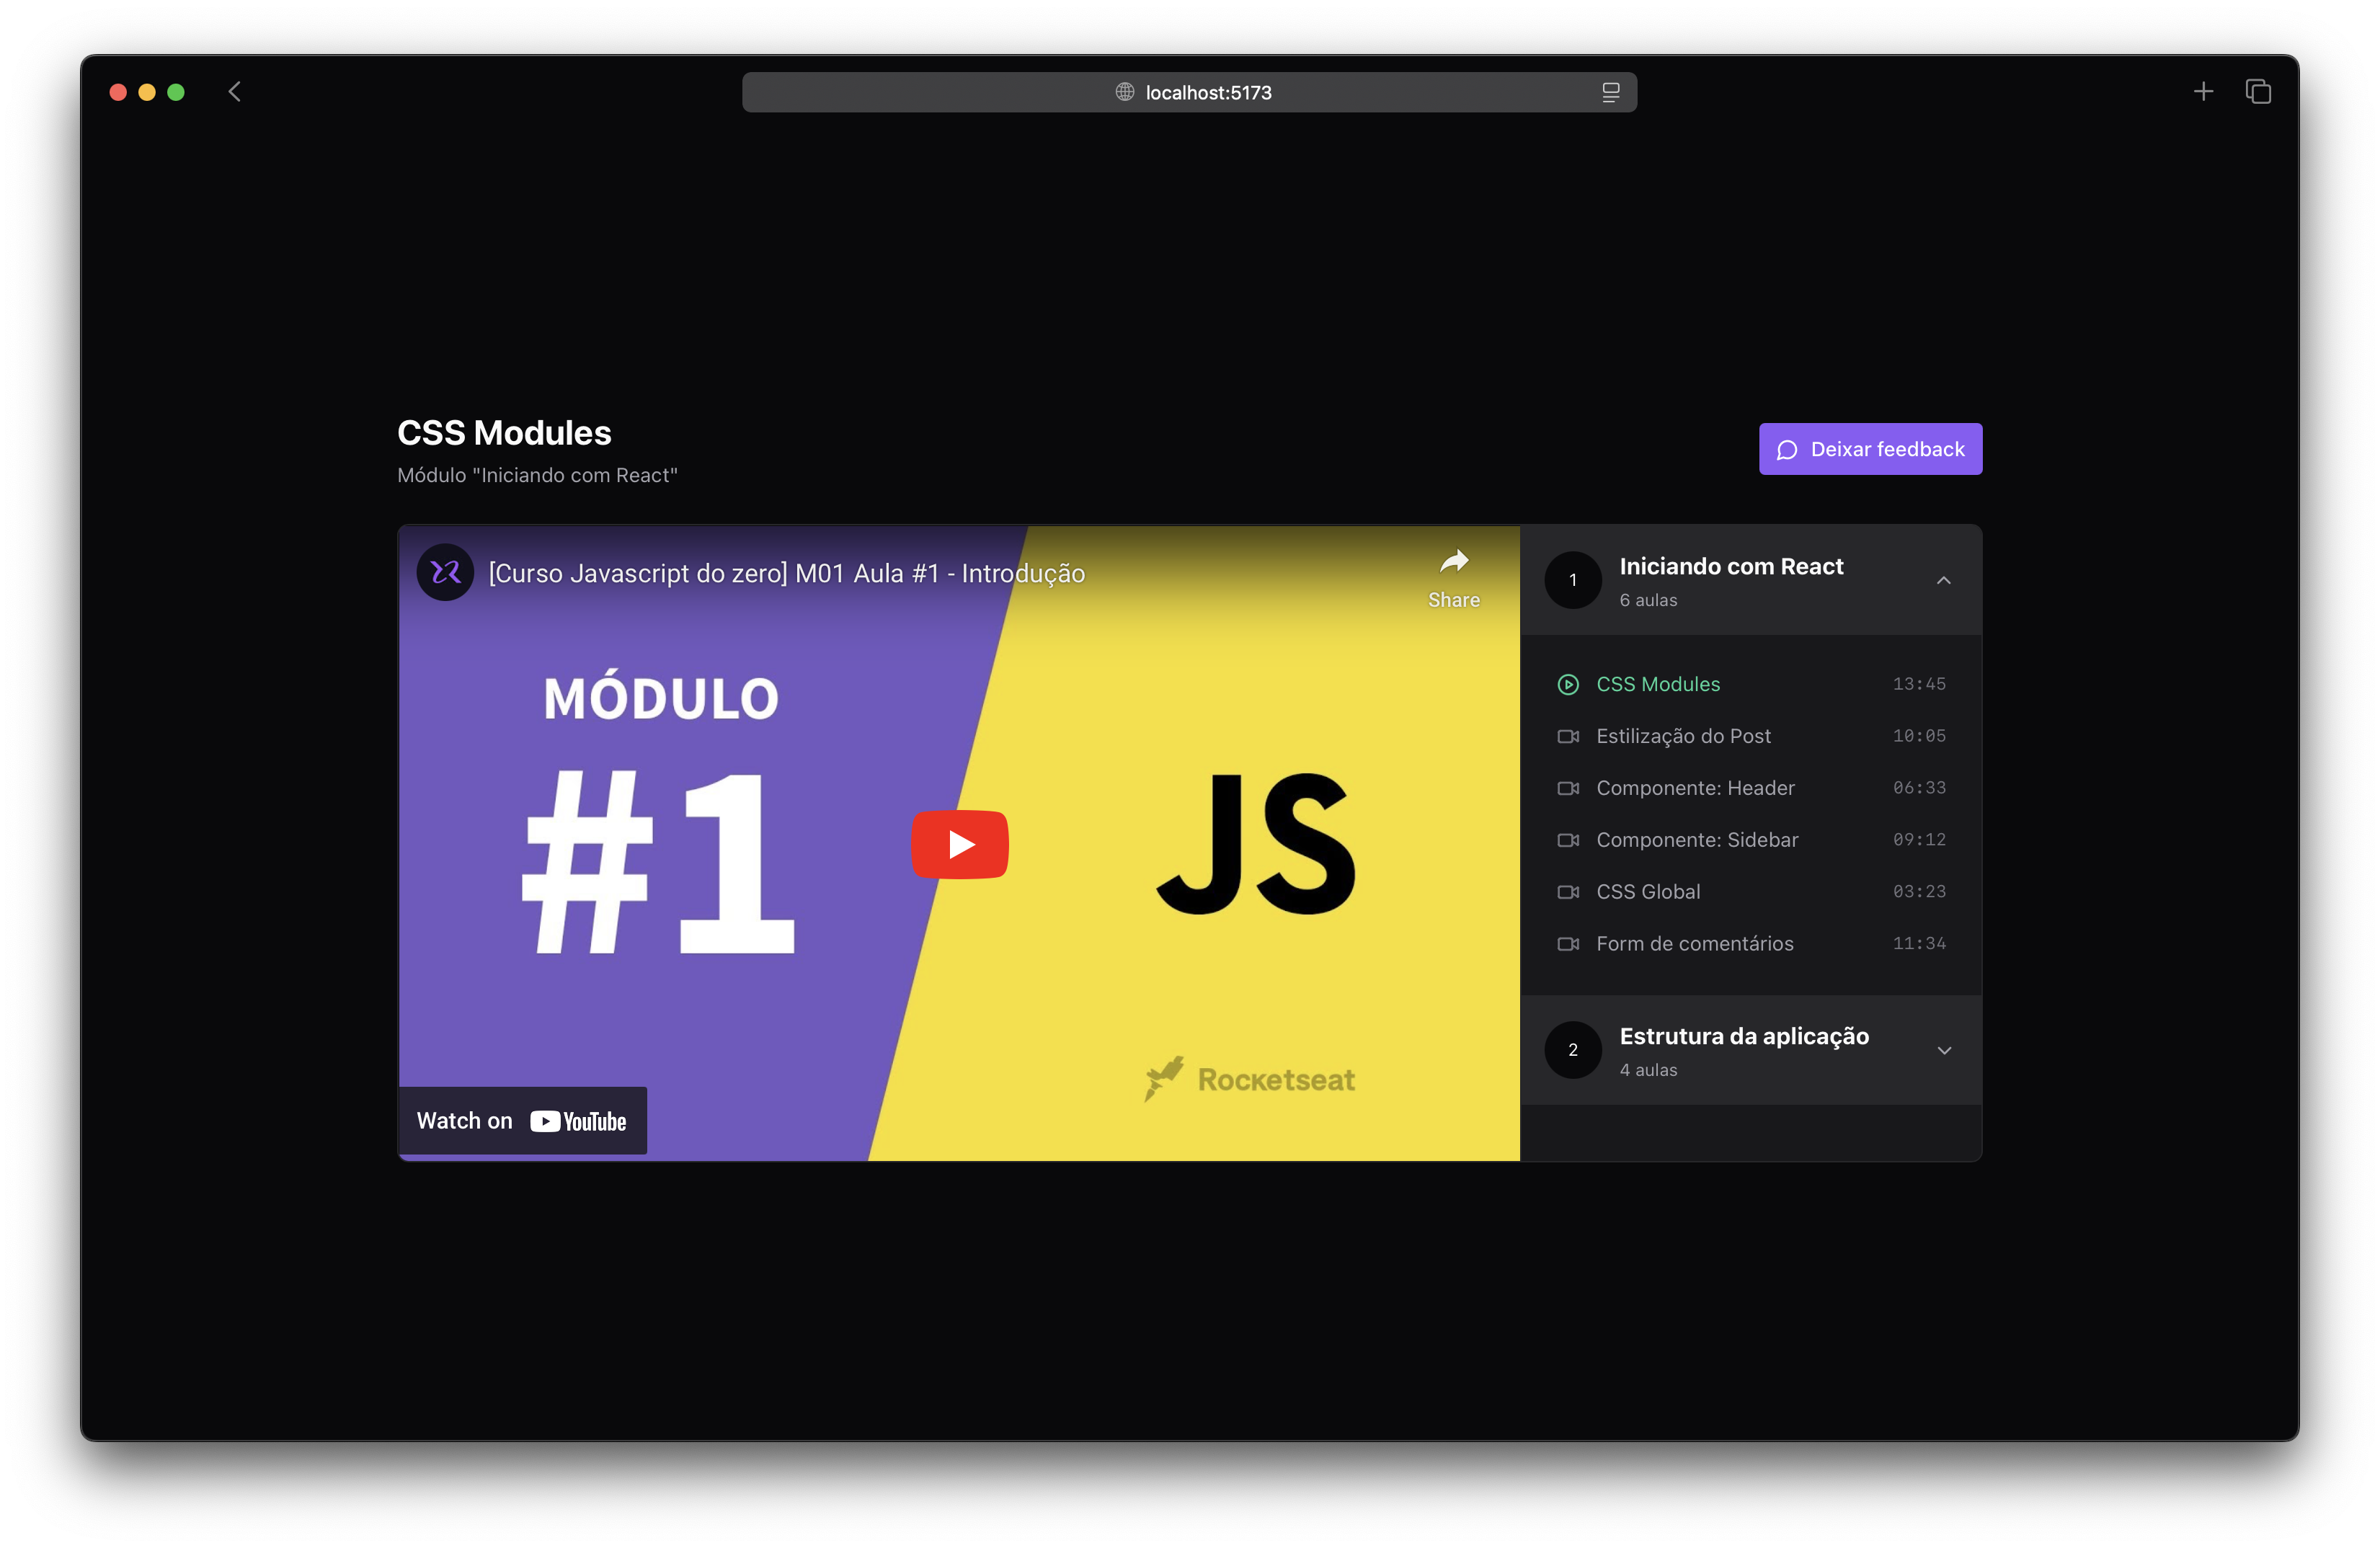 localhost:5173
CSS Modules
Módulo "Iniciando com React"
Deixar feedback
[Curso Javascript do zero] M01 Aula #1 - Introdução
Share
MÓDULO
#1
JS
Rocketseat
Watch on YouTube
1
Iniciando com React
6 aulas
CSS Modules 13:45
Estilização do Post 10:05
Componente: Header 06:33
Componente: Sidebar 09:12
CSS Global 03:23
Form de comentários 11:34
2
Estrutura da aplicação
4 aulas